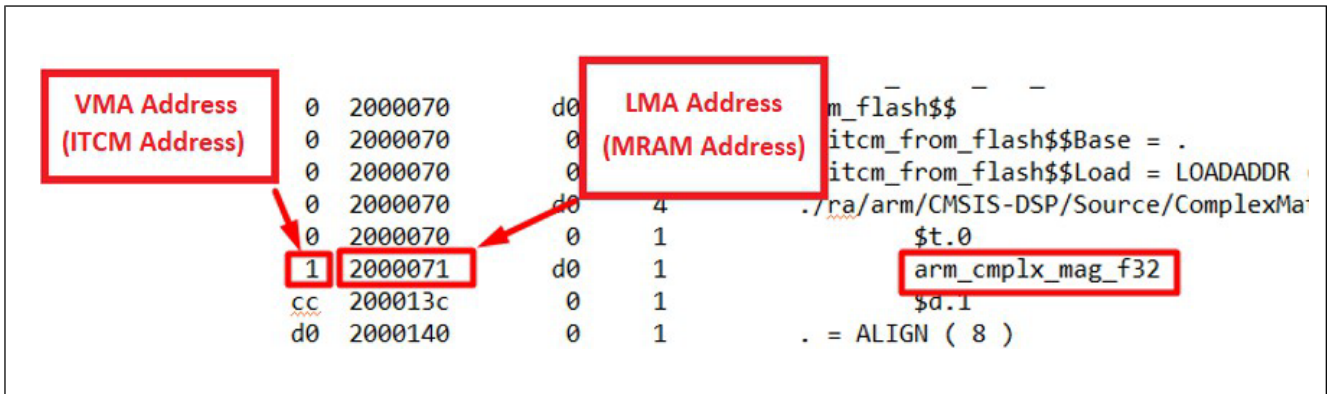 VMA Address
(ITCM Address)
LMA Address
(MRAM Address)
0 2000070 d0 m_flash$$
0 2000070 0 itcm_from_flash$$Base = .
0 2000070 0 itcm_from_flash$$Load = LOADADDR (
0 2000070 d0 4 ./ra/arm/CMSIS-DSP/Source/ComplexMat
0 2000070 0 1 $t.0
1 2000071 d0 1 arm_cmplx_mag_f32
cc 200013c 0 1 $d.1
d0 2000140 0 1 . = ALIGN ( 8 )